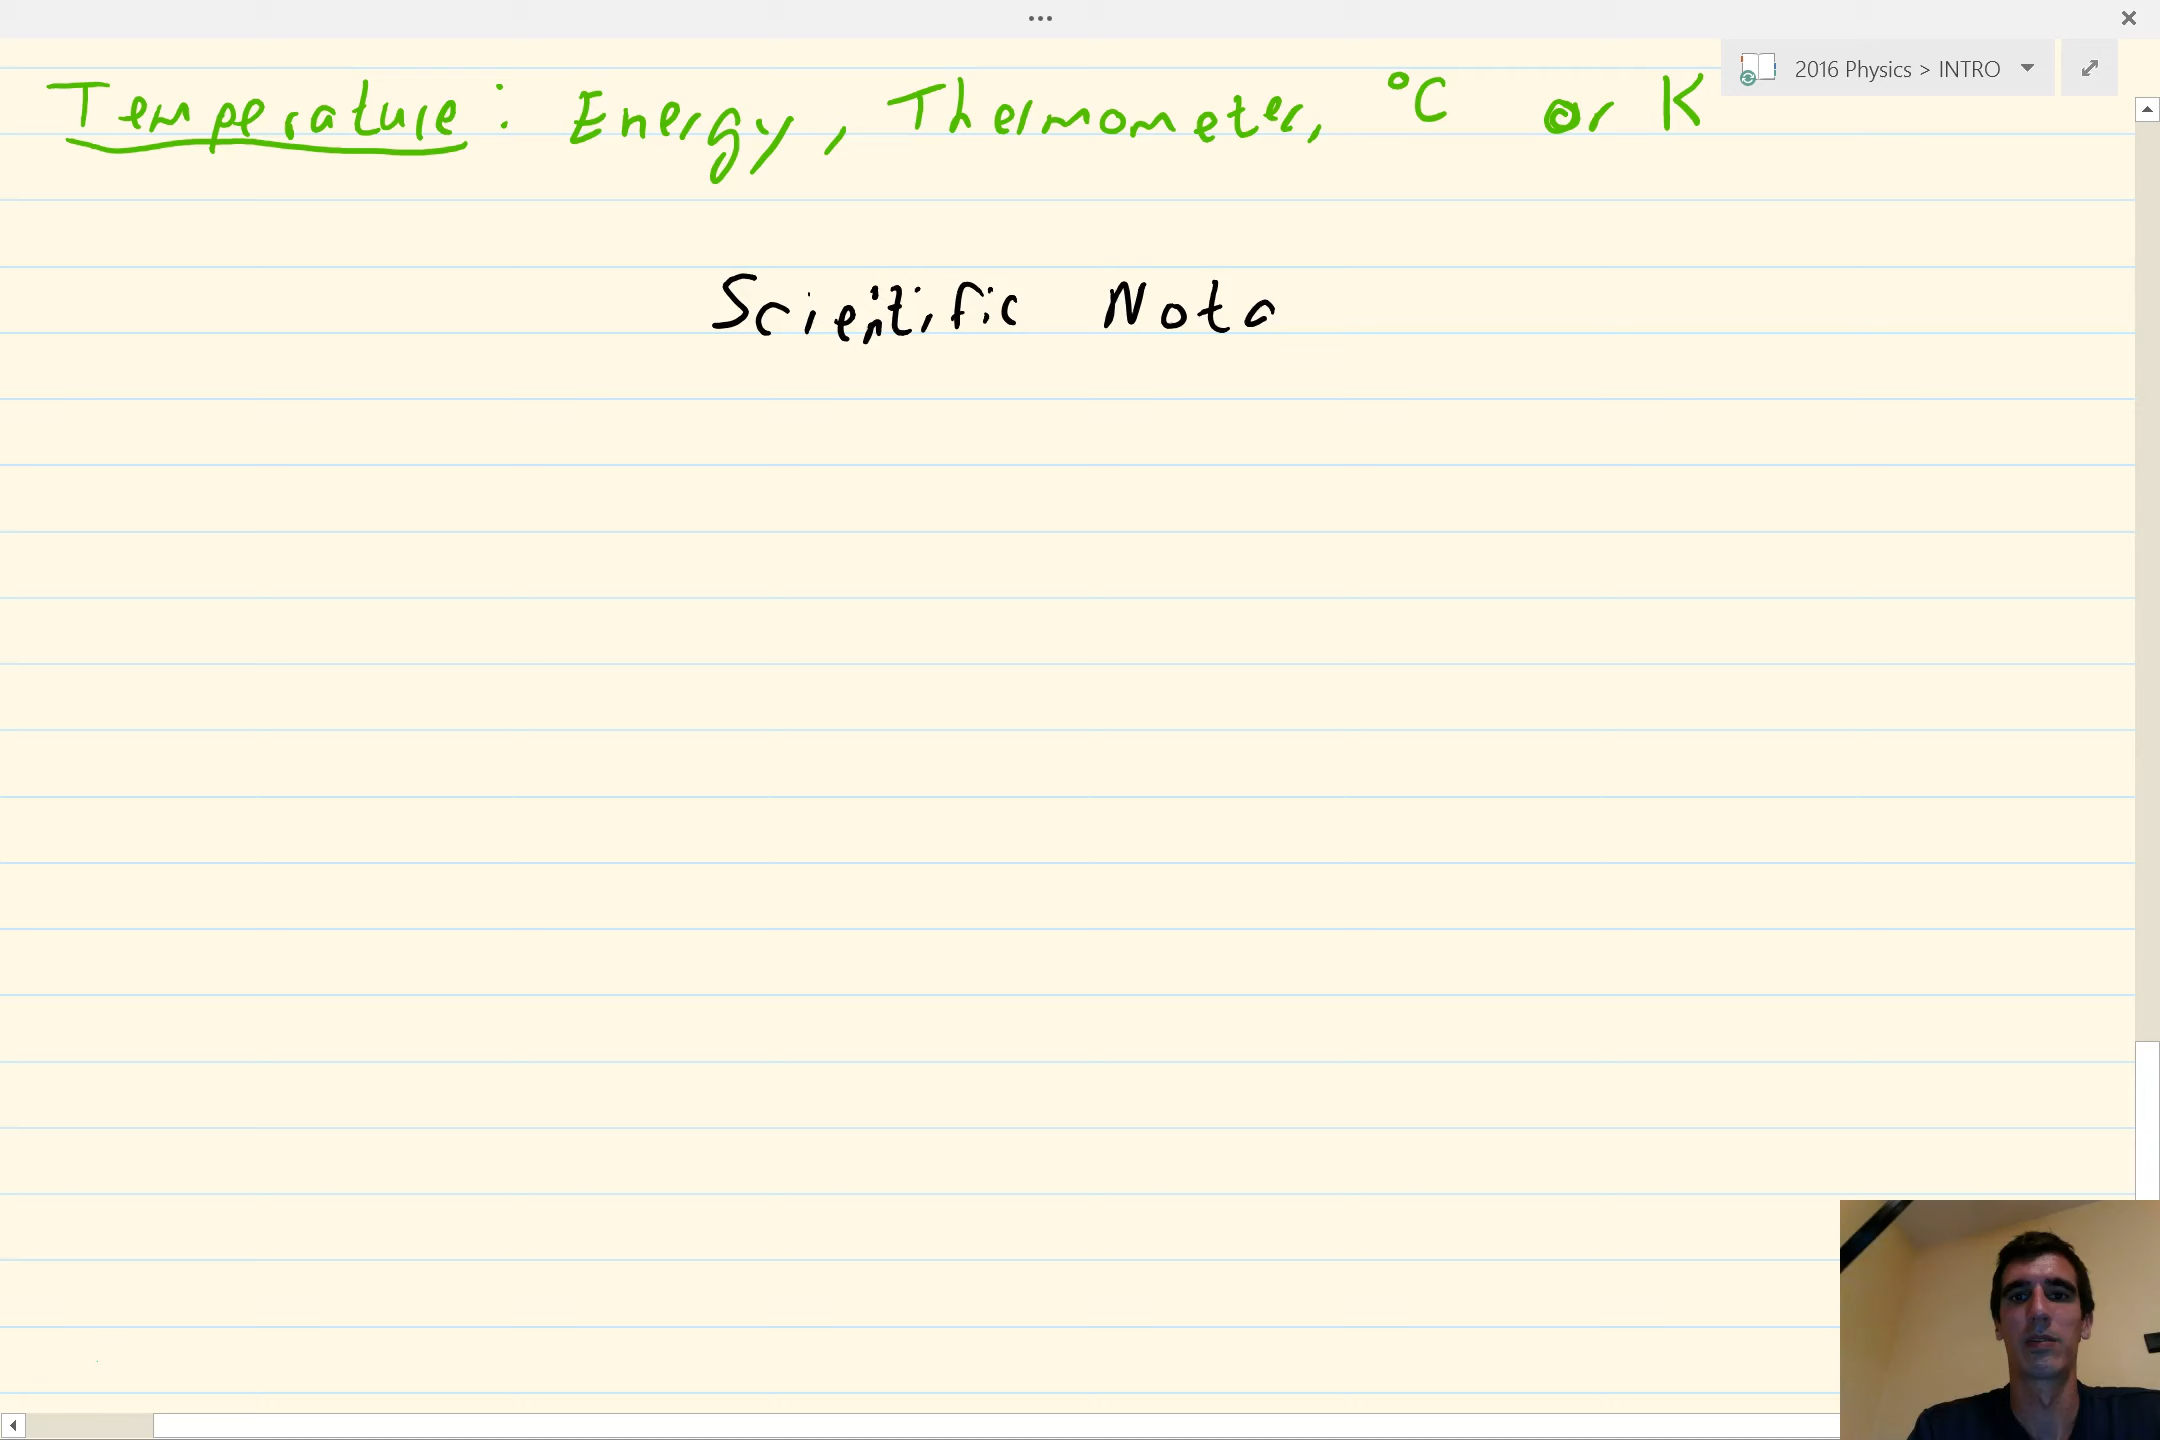 2016 Physics > INTRO
Temperature: Energy, Thermometer, °C or K
Scientific Nota